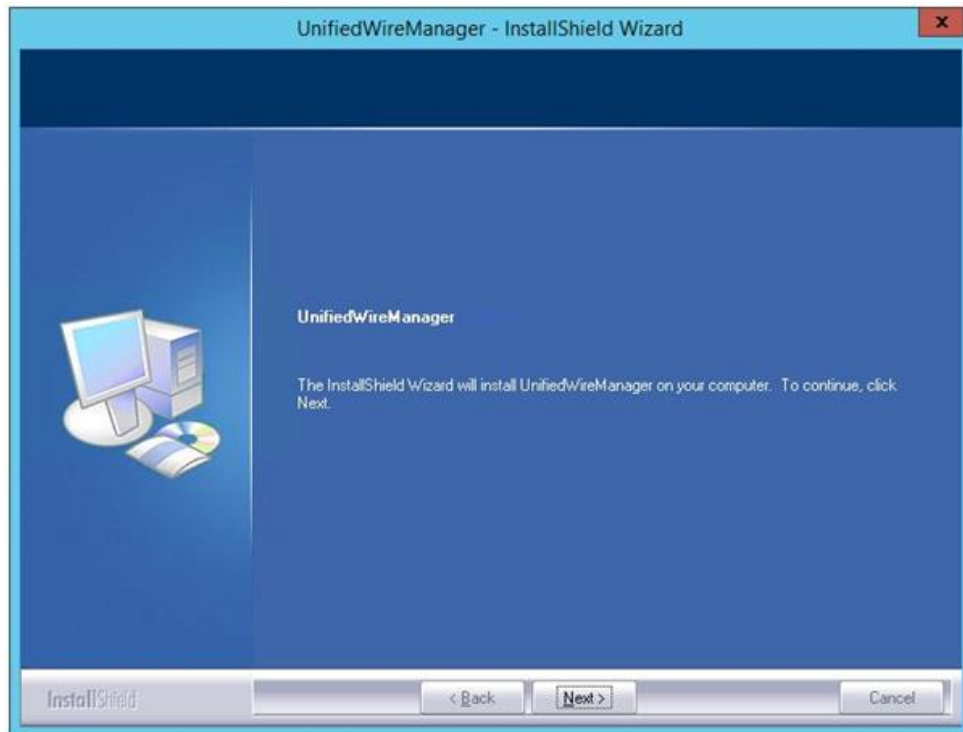 UnifiedWireManager - InstallShield Wizard
x
UnifiedWireManager
The InstallShield Wizard will install UnifiedWireManager on your computer. To continue, click
Next.
InstallShield
< Back
Next >
Cancel